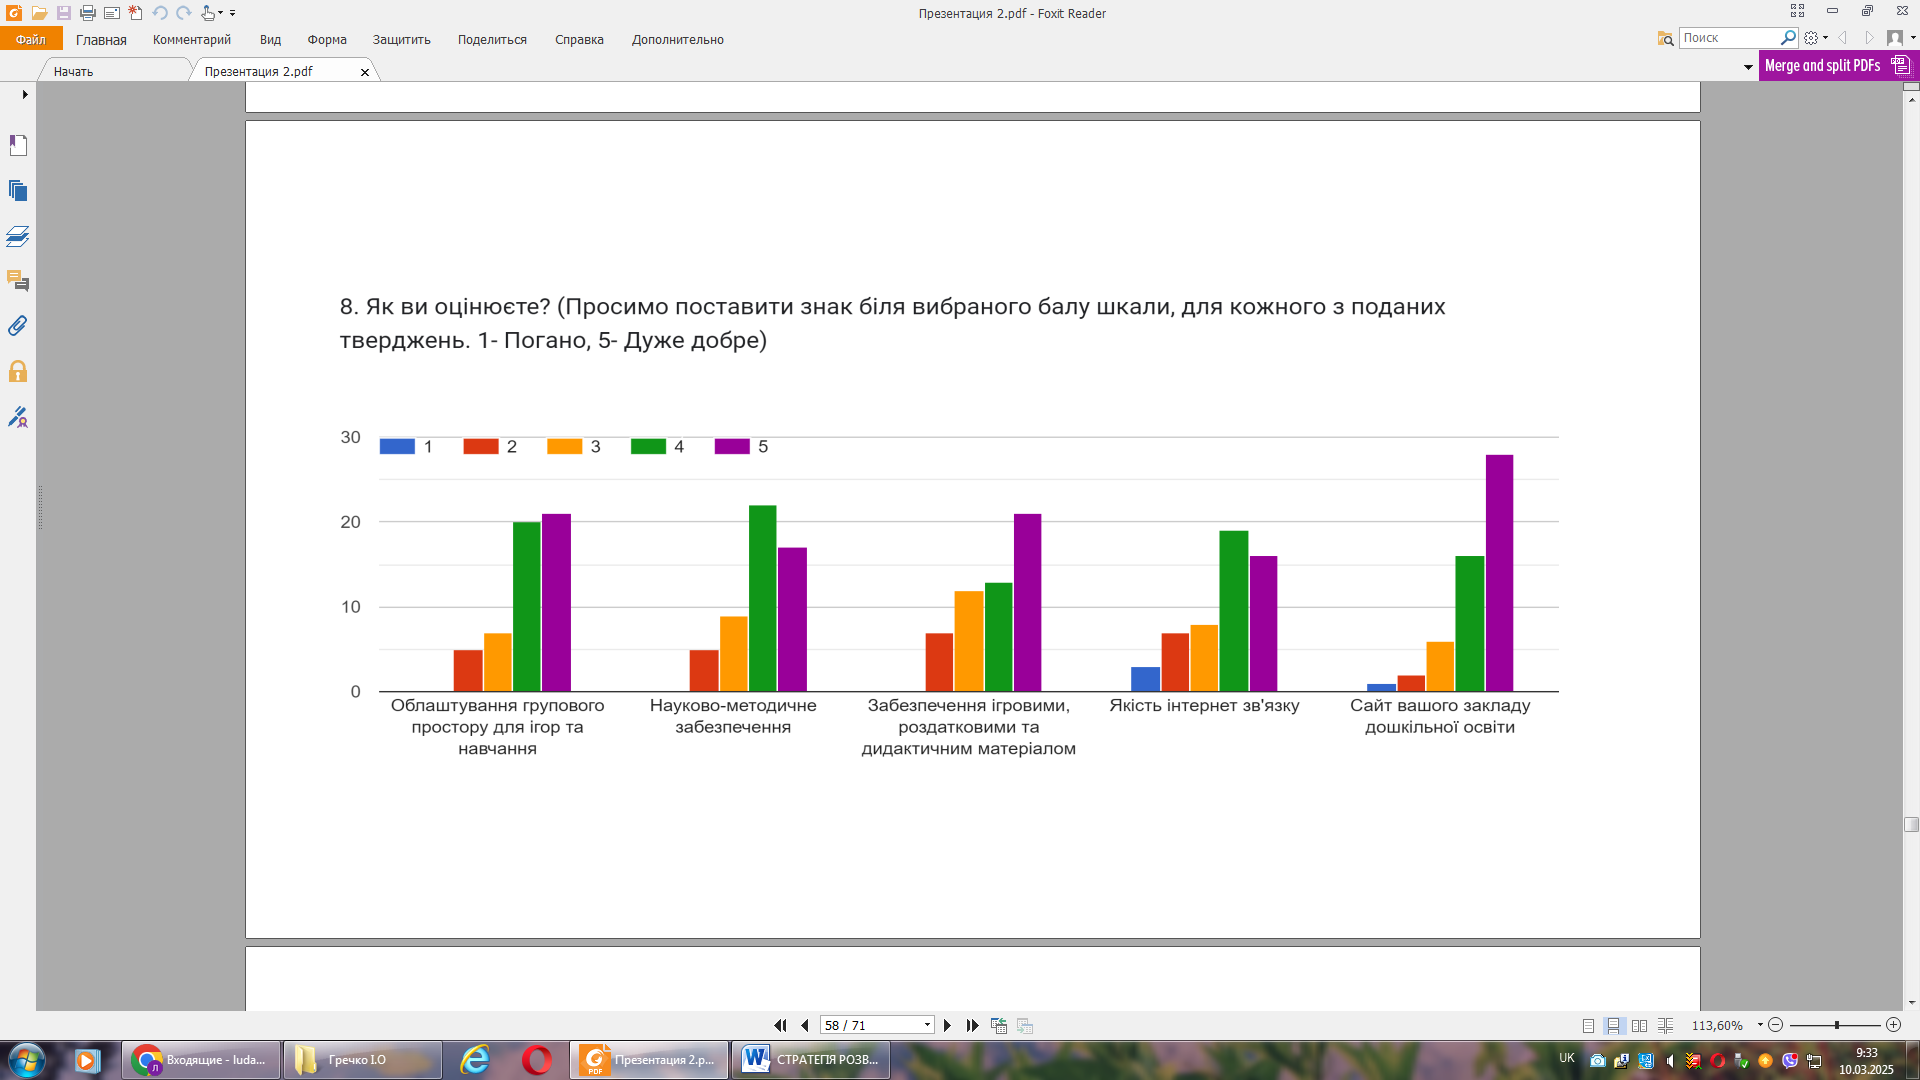 Презентация 2.pdf - Foxit Reader
Файл Главная Комментарий Вид Форма Защитить Поделиться Справка Дополнительно
Поиск
Начать
Презентация 2.pdf
Merge and split PDFs
8. Як ви оцінюєте? (Просимо поставити знак біля вибраного балу шкали, для кожного з поданих
тверджень. 1- Погано, 5- Дуже добре)
30
1 2 3 4 5
20
10
0
Облаштування групового
простору для ігор та
навчання
Науково-методичне
забезпечення
Забезпечення ігровими,
роздатковими та
дидактичним матеріалом
Якість інтернет зв'язку
Сайт вашого закладу
дошкільної освіти
58 / 71
113,60%
Входящие - luda...
Гречко І.О
Презентация 2.p...
СТРАТЕГІЯ РОЗВ...
UK
9:33
10.03.2025